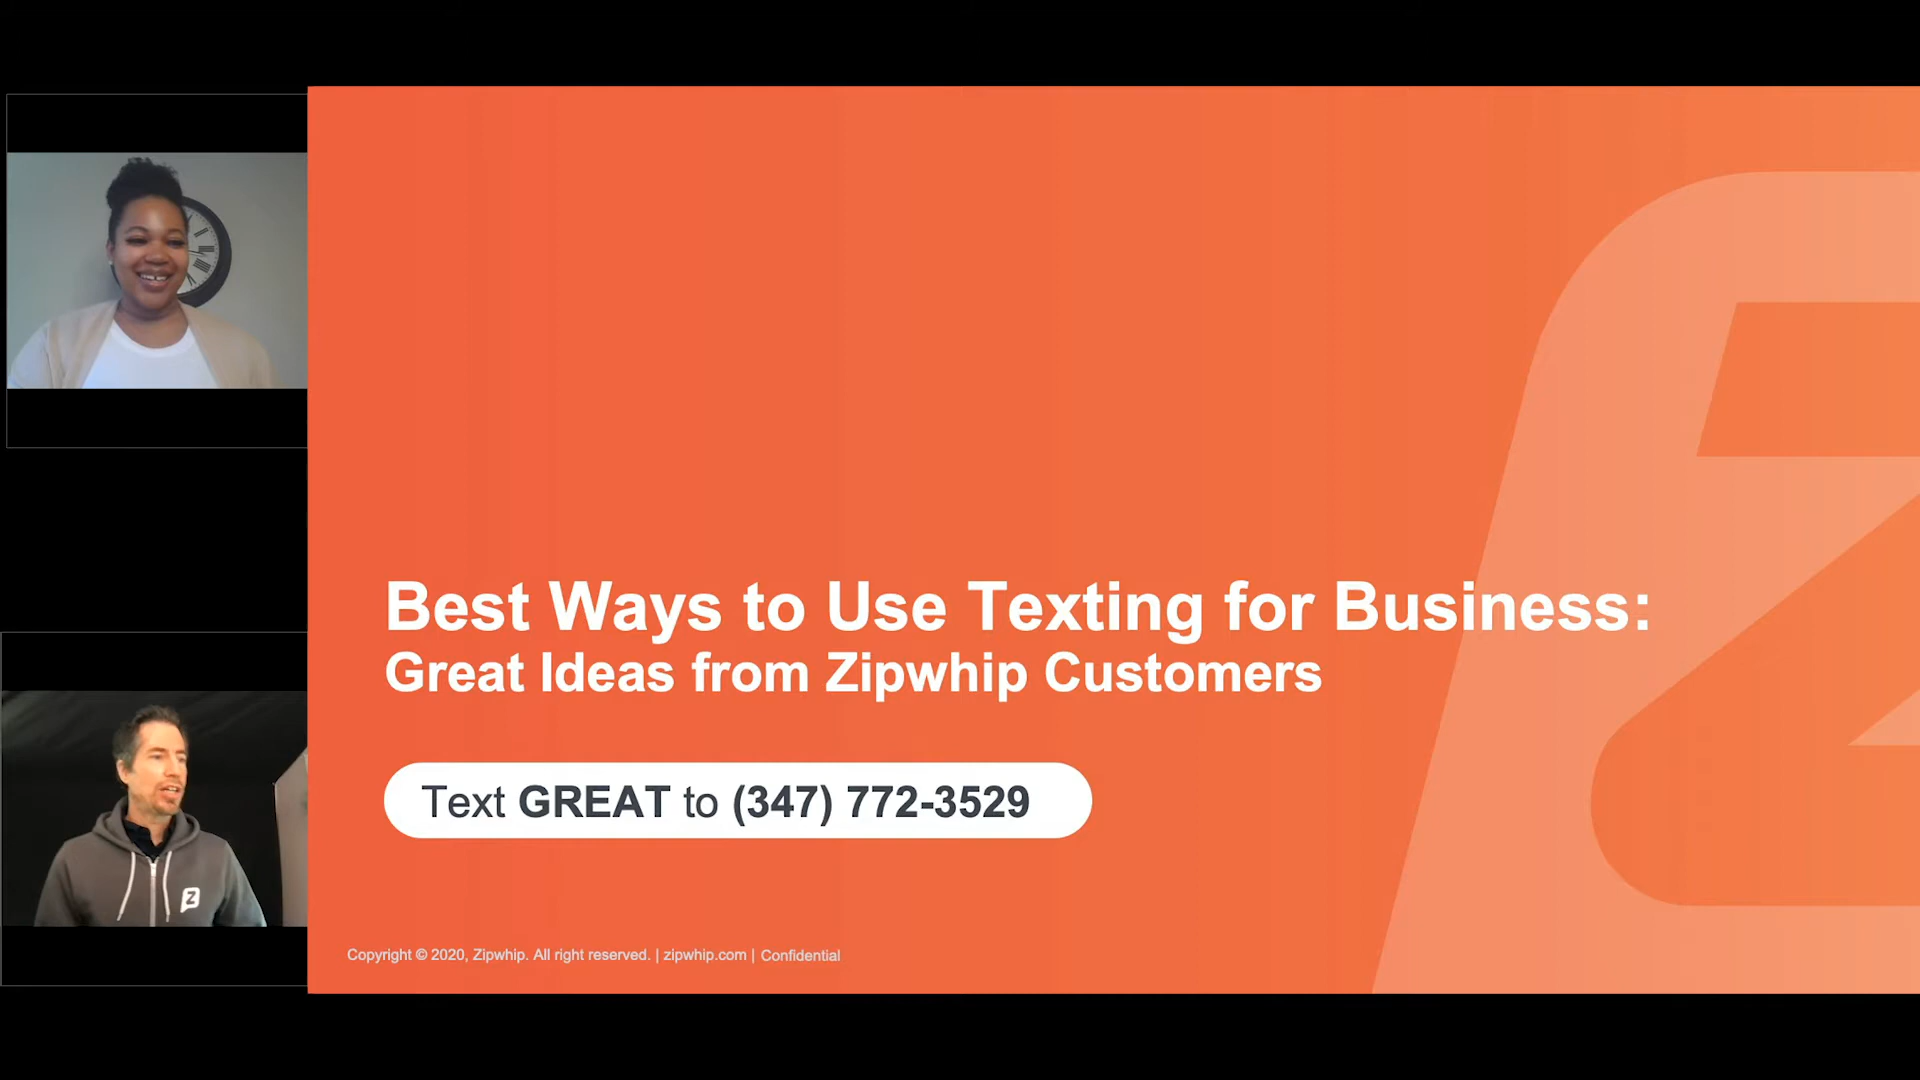 Best Ways to Use Texting for Business:
Great Ideas from Zipwhip Customers
Text GREAT to (347) 772-3529
Z
Copyright © 2020, Zipwhip. All right reserved. | zipwhip.com | Confidential